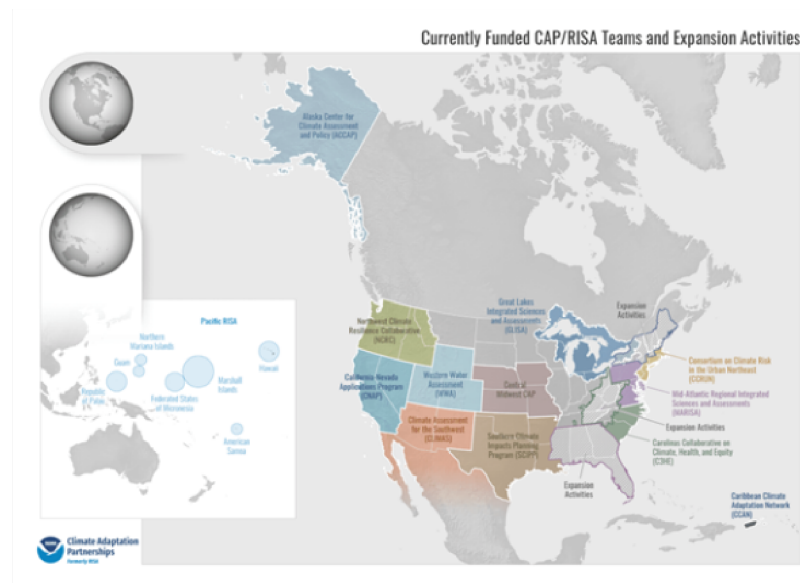 Currently Funded CAP/RISA Teams and Expansion Activities
Alaska Center for
Climate Assessment
and Policy (ACCAP)
Pacific RISA
Northern
Mariana Islands
Guam
Republic
of Palau
Federated States
of Micronesia
Marshall
Islands
Hawaii
American
Samoa
Northwest Climate
Resilience Collaborative
(NCRC)
Great Lakes
Integrated Sciences
and Assessments
(GLISA)
Expansion
Activities
California-Nevada
Applications Program
(CNAP)
Western Water
Assessment
(WWA)
Central
Midwest CAP
Consortium on Climate Risk
in the Urban Northeast
(CCRUN)
Mid-Atlantic Regional Integrated
Sciences and Assessments
(MARISA)
Climate Assessment
for the Southwest
(CLIMAS)
Southern Climate
Impacts Planning
Program (SCIPP)
Expansion Activities
Carolinas Collaborative on
Climate, Health, and Equity
(C3HE)
Expansion
Activities
Caribbean Climate
Adaptation Network
(CCAN)
NOAA
Climate Adaptation
Partnerships
formerly RISA